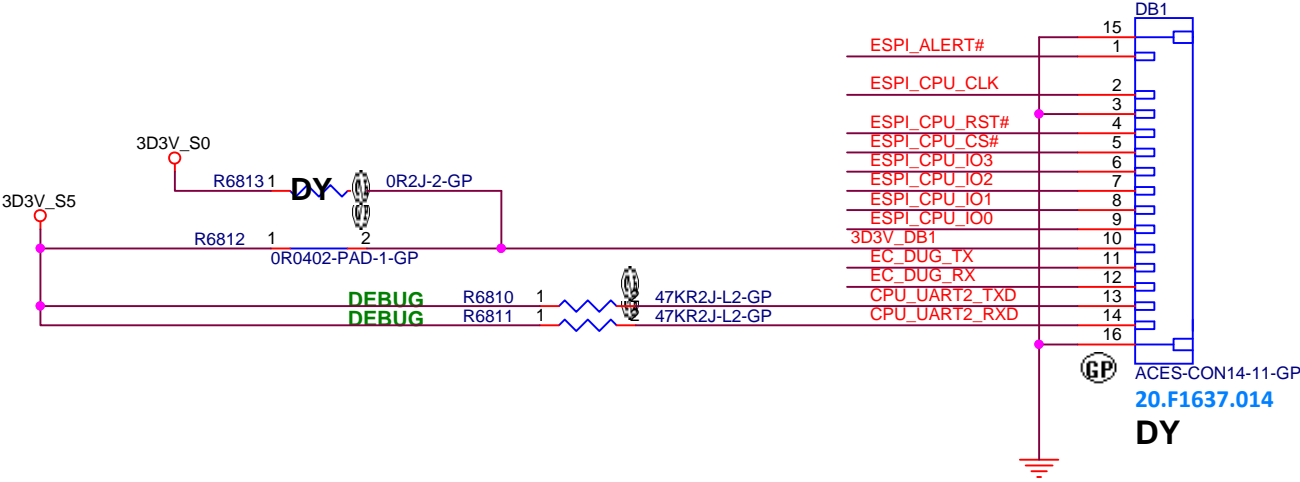 DB1
15
ESPI_ALERT# 1
ESPI_CPU_CLK 2
3
ESPI_CPU_RST# 4
ESPI_CPU_CS# 5
ESPI_CPU_IO3 6
ESPI_CPU_IO2 7
ESPI_CPU_IO1 8
ESPI_CPU_IO0 9
3D3V_DB1 10
EC_DUG_TX 11
EC_DUG_RX 12
CPU_UART2_TXD 13
CPU_UART2_RXD 14
16
3D3V_S0
R6813 1 DY 0R2J-2-GP
3D3V_S5
R6812 1 2
0R0402-PAD-1-GP
DEBUG R6810 1 47KR2J-L2-GP
DEBUG R6811 1 2 47KR2J-L2-GP
GP
ACES-CON14-11-GP
20.F1637.014
DY